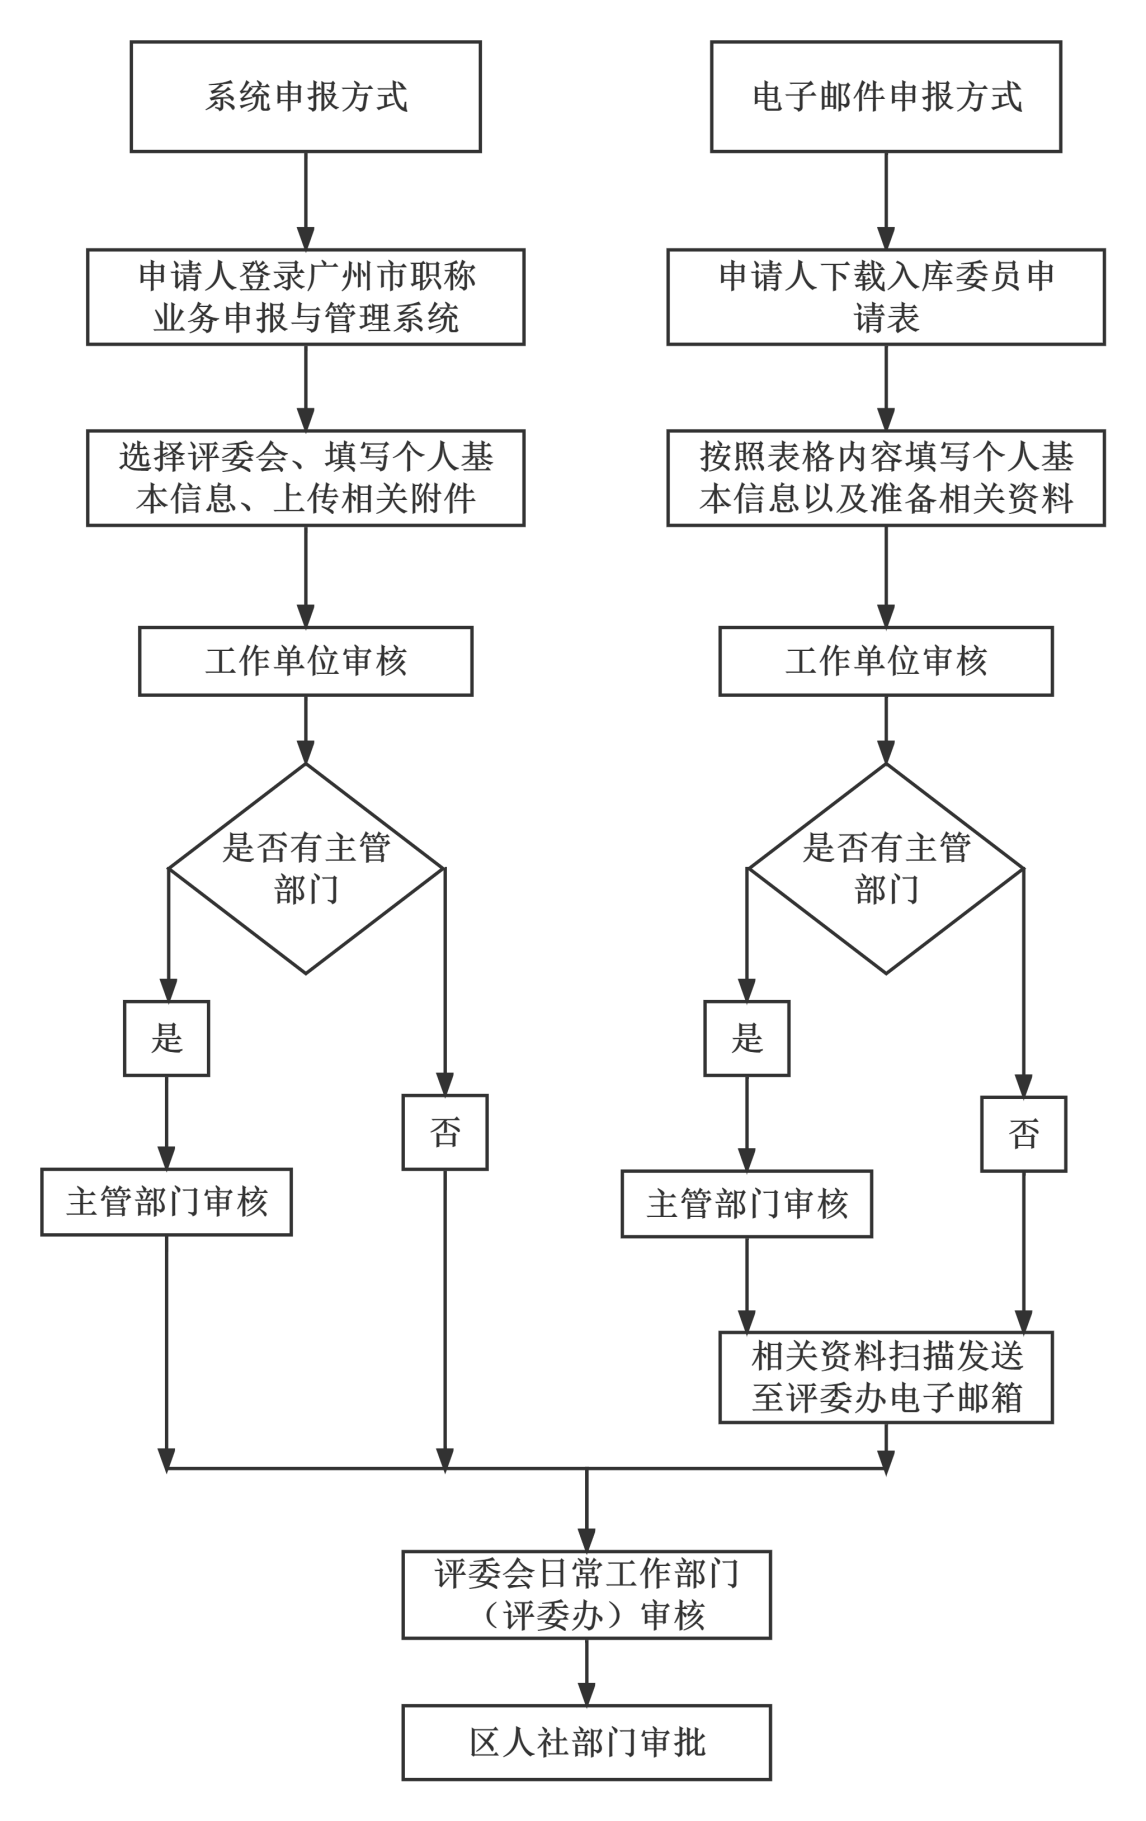 系统申报方式
申请人登录广州市职称
业务申报与管理系统
选择评委会、填写个人基
本信息、上传相关附件
工作单位审核
是否有主管
部门
是
否
主管部门审核
电子邮件申报方式
申请人下载入库委员申
请表
按照表格内容填写个人基
本信息以及准备相关资料
工作单位审核
是否有主管
部门
是
否
主管部门审核
相关资料扫描发送
至评委办电子邮箱
评委会日常工作部门
（评委办）审核
区人社部门审批